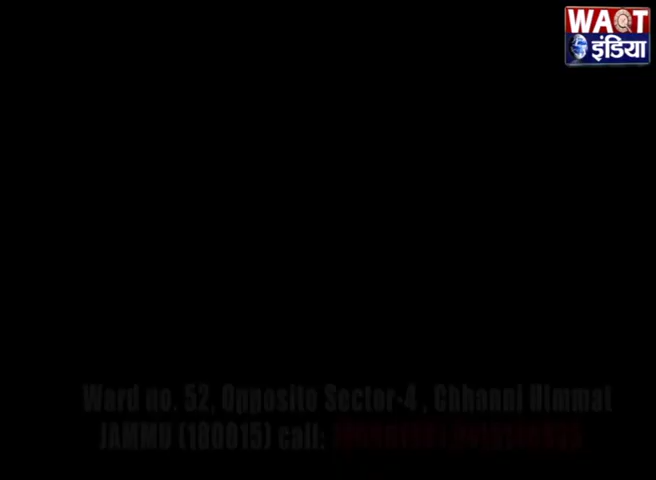 WAQT
इंडिया
Ward no. 52, Opposite Sector-4 , Chhanni Himmat
JAMMU (180015) call: